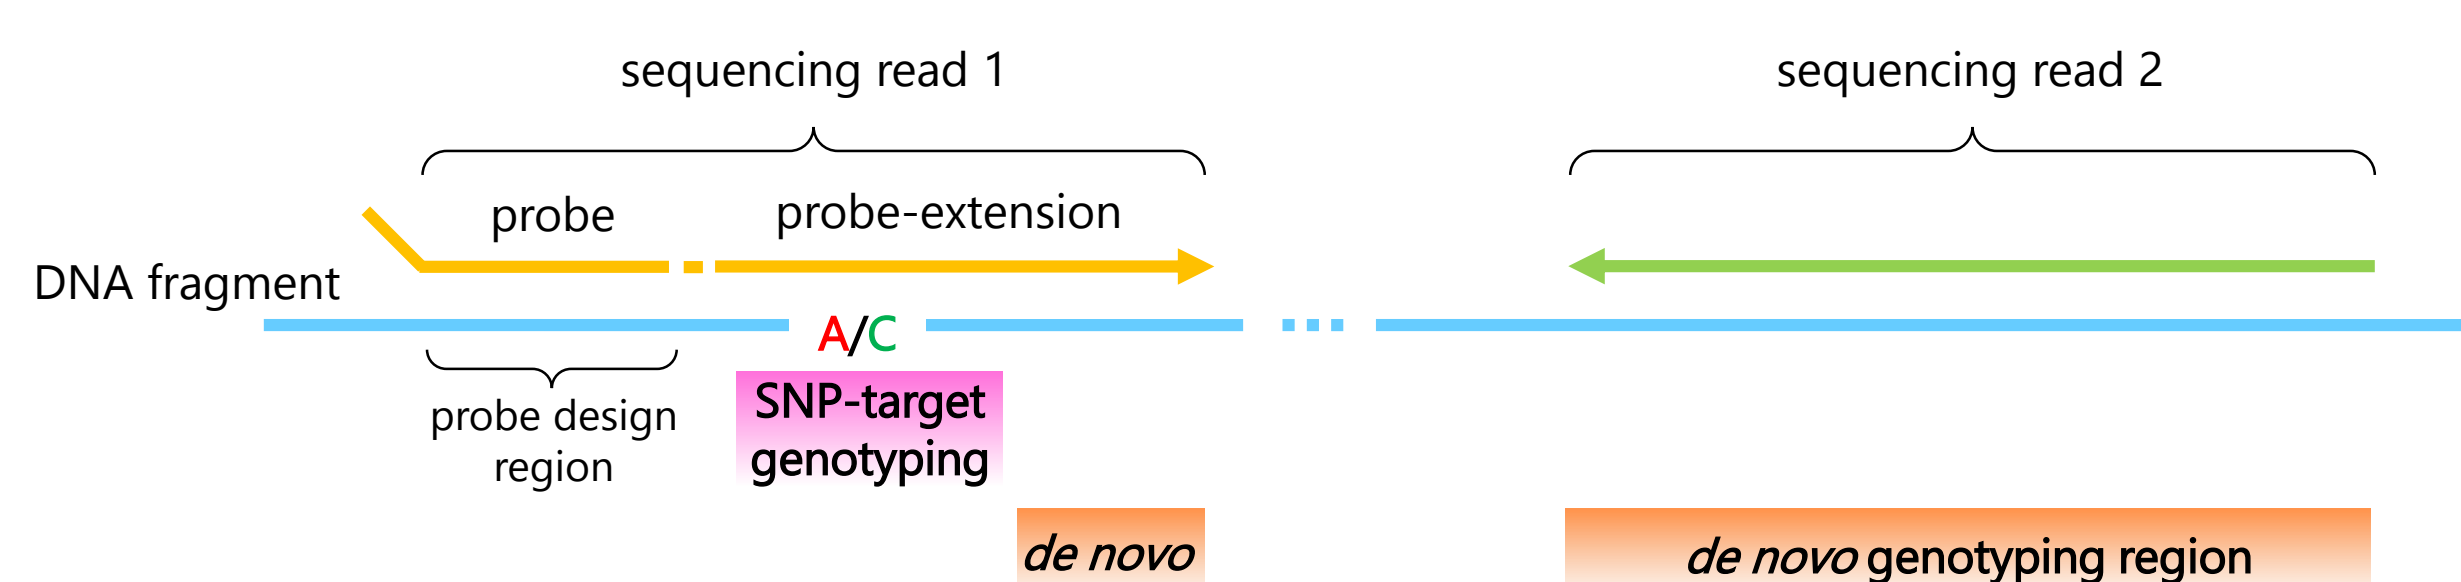 sequencing read 1
sequencing read 2
probe
probe-extension
DNA fragment
A/C
probe design
region
SNP-target
genotyping
de novo
de novo genotyping region